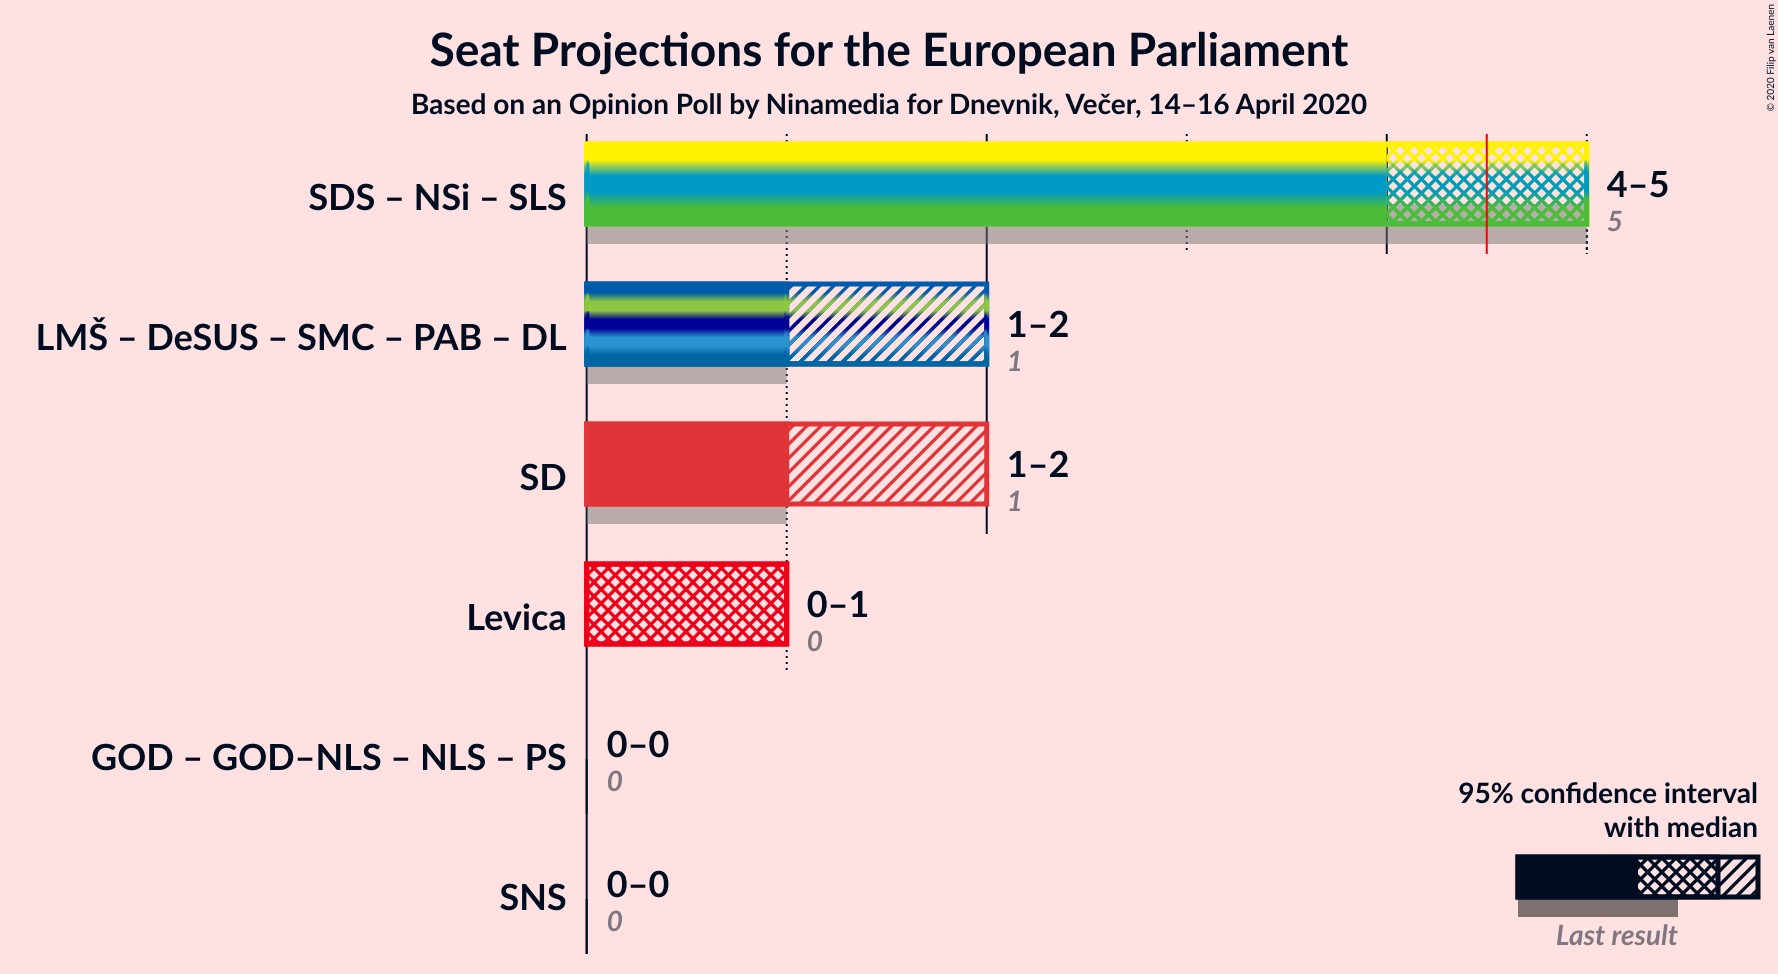 Seat Projections for the European Parliament
Based on an Opinion Poll by Ninamedia for Dnevnik, Večer, 14–16 April 2020
© 2020 Filip van Laenen
SDS – NSi – SLS
4–5
5
LMŠ – DeSUS – SMC – PAB – DL
1–2
1
SD
1–2
1
Levica
0–1
0
GOD – GOD–NLS – NLS – PS
0–0
0
SNS
0–0
0
95% confidence interval
with median
Last result